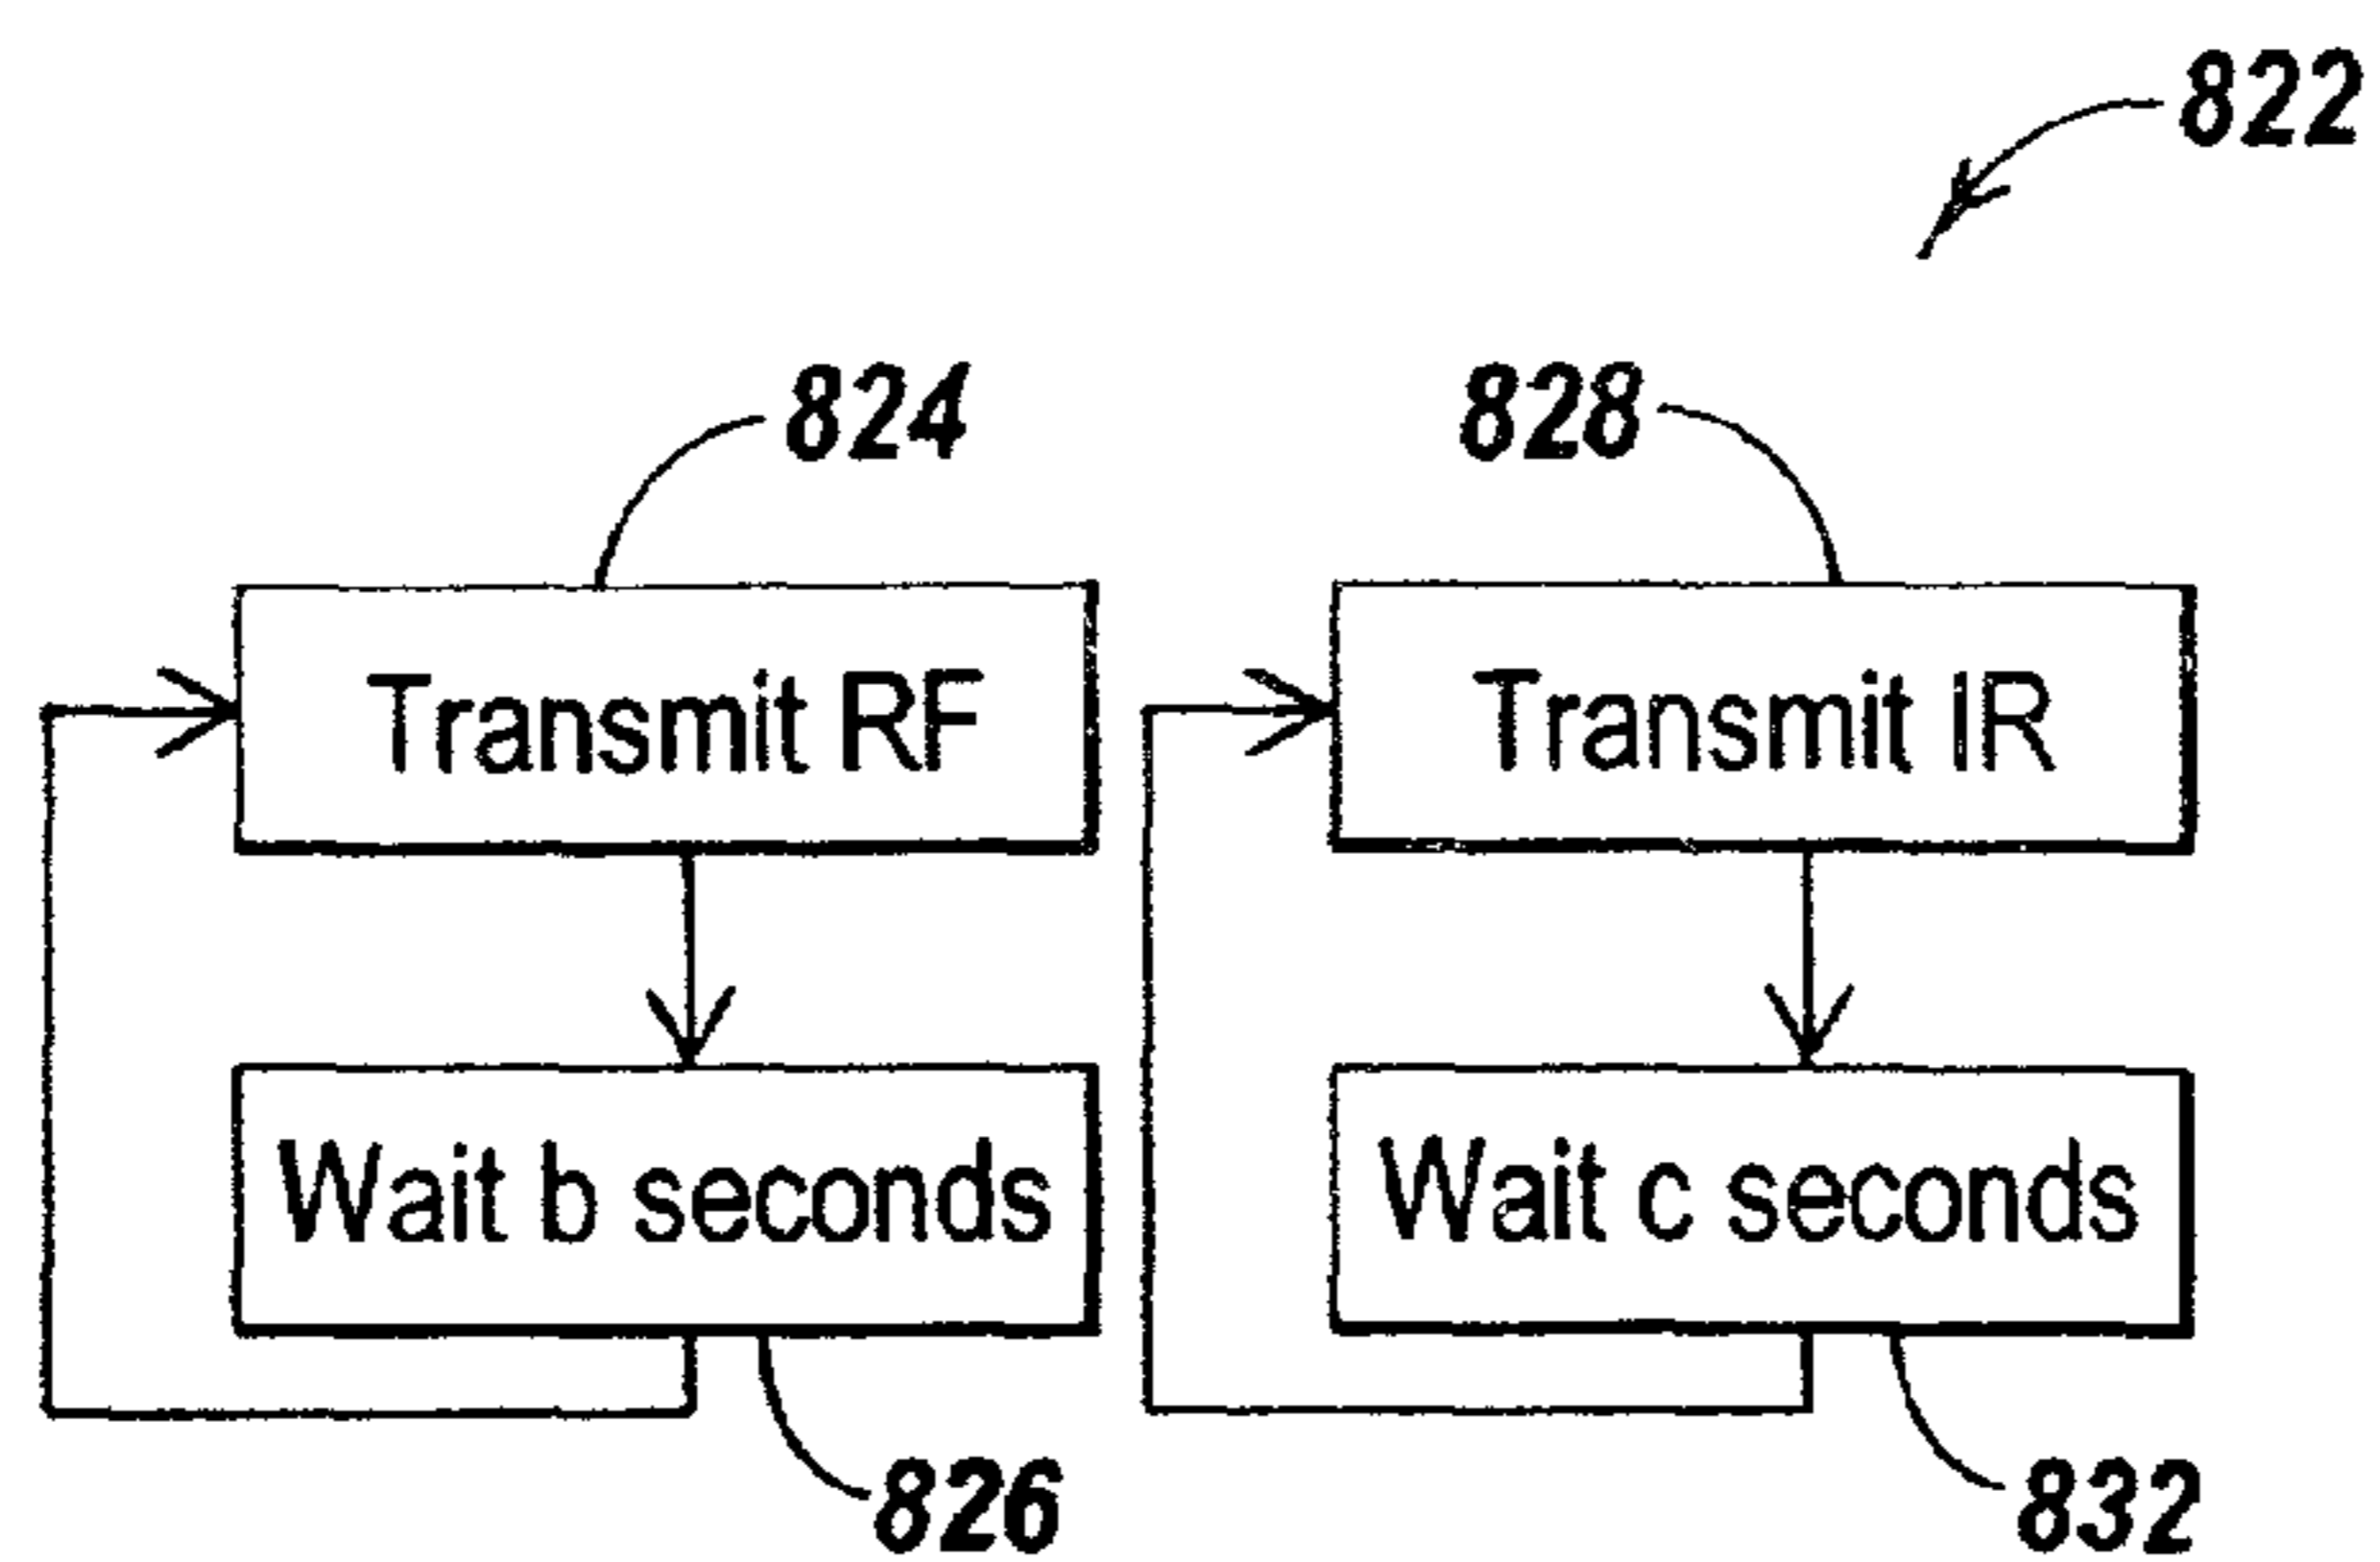 822
824
828
Transmit RF
Transmit IR
Wait b seconds
Wait c seconds
826
832